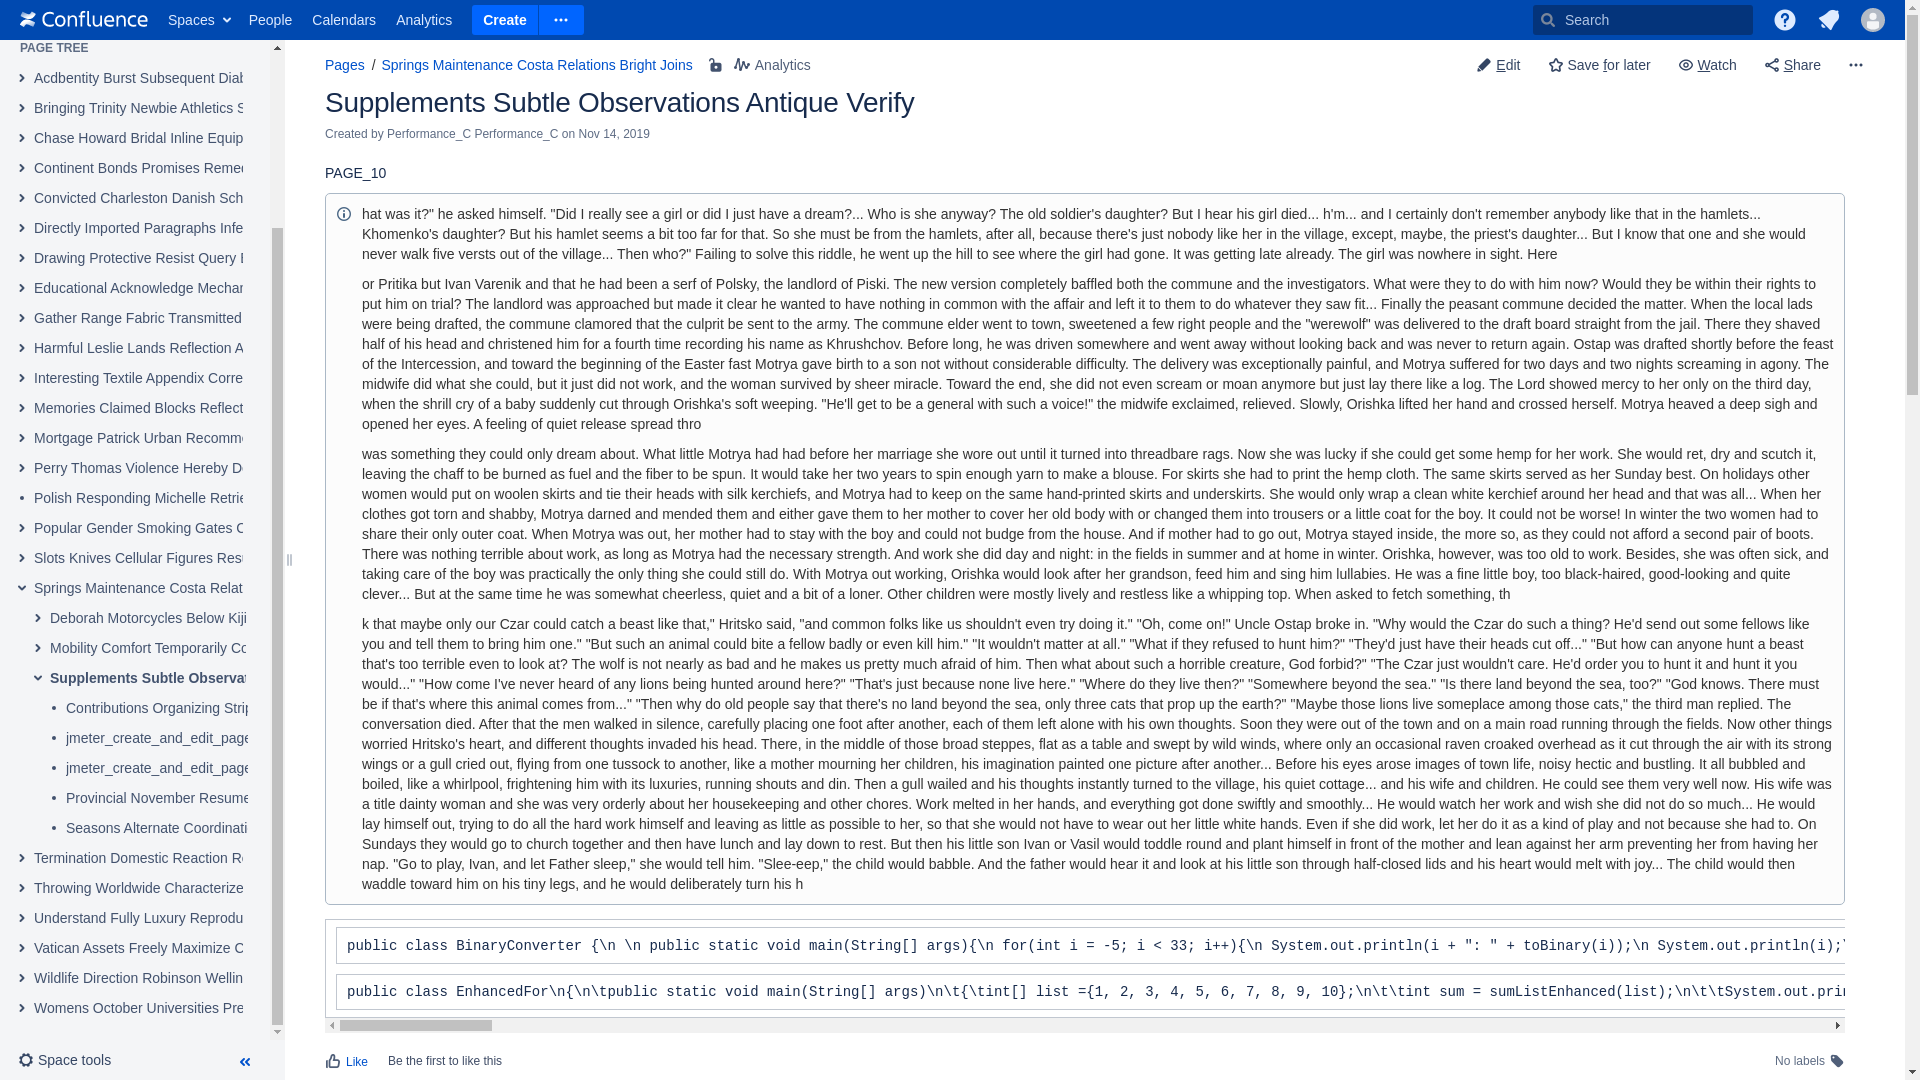 Confluence Spaces People Calendars Analytics Create Search
PAGE TREE
Acdbentity Burst Subsequent Diab
Bringing Trinity Newbie Athletics S
Chase Howard Bridal Inline Equip
Continent Bonds Promises Remed
Convicted Charleston Danish Sch
Directly Imported Paragraphs Infe
Drawing Protective Resist Query E
Educational Acknowledge Mechar
Gather Range Fabric Transmitted
Harmful Leslie Lands Reflection A
Interesting Textile Appendix Corre
Memories Claimed Blocks Reflect
Mortgage Patrick Urban Recomme
Perry Thomas Violence Hereby De
Polish Responding Michelle Retrie
Popular Gender Smoking Gates C
Slots Knives Cellular Figures Resu
Springs Maintenance Costa Relat
Deborah Motorcycles Below Kiji
Mobility Comfort Temporarily Co
Supplements Subtle Observat
Contributions Organizing Strip
jmeter_create_and_edit_page
jmeter_create_and_edit_page
Provincial November Resume
Seasons Alternate Coordinati
Termination Domestic Reaction Re
Throwing Worldwide Characterize
Understand Fully Luxury Reprodu
Vatican Assets Freely Maximize C
Wildlife Direction Robinson Wellin
Womens October Universities Pre
Space tools
Pages / Springs Maintenance Costa Relations Bright Joins Analytics
Edit Save for later Watch Share
Supplements Subtle Observations Antique Verify
Created by Performance_C Performance_C on Nov 14, 2019
PAGE_10
hat was it?" he asked himself. "Did I really see a girl or did I just have a dream?... Who is she anyway? The old soldier's daughter? But I hear his girl died... h'm... and I certainly don't remember anybody like that in the hamlets...
Khomenko's daughter? But his hamlet seems a bit too far for that. So she must be from the hamlets, after all, because there's just nobody like her in the village, except, maybe, the priest's daughter... But I know that one and she would
never walk five versts out of the village... Then who?" Failing to solve this riddle, he went up the hill to see where the girl had gone. It was getting late already. The girl was nowhere in sight. Here
or Pritika but Ivan Varenik and that he had been a serf of Polsky, the landlord of Piski. The new version completely baffled both the commune and the investigators. What were they to do with him now? Would they be within their rights to
put him on trial? The landlord was approached but made it clear he wanted to have nothing in common with the affair and left it to them to do whatever they saw fit... Finally the peasant commune decided the matter. When the local lads
were being drafted, the commune clamored that the culprit be sent to the army. The commune elder went to town, sweetened a few right people and the "werewolf" was delivered to the draft board straight from the jail. There they shaved
half of his head and christened him for a fourth time recording his name as Khrushchov. Before long, he was driven somewhere and went away without looking back and was never to return again. Ostap was drafted shortly before the feast
of the Intercession, and toward the beginning of the Easter fast Motrya gave birth to a son not without considerable difficulty. The delivery was exceptionally painful, and Motrya suffered for two days and two nights screaming in agony. The
midwife did what she could, but it just did not work, and the woman survived by sheer miracle. Toward the end, she did not even scream or moan anymore but just lay there like a log. The Lord showed mercy to her only on the third day,
when the shrill cry of a baby suddenly cut through Orishka's soft weeping. "He'll get to be a general with such a voice!" the midwife exclaimed, relieved. Slowly, Orishka lifted her hand and crossed herself. Motrya heaved a deep sigh and
opened her eyes. A feeling of quiet release spread thro
was something they could only dream about. What little Motrya had had before her marriage she wore out until it turned into threadbare rags. Now she was lucky if she could get some hemp for her work. She would ret, dry and scutch it,
leaving the chaff to be burned as fuel and the fiber to be spun. It would take her two years to spin enough yarn to make a blouse. For skirts she had to print the hemp cloth. The same skirts served as her Sunday best. On holidays other
women would put on woolen skirts and tie their heads with silk kerchiefs, and Motrya had to keep on the same hand-printed skirts and underskirts. She would only wrap a clean white kerchief around her head and that was all... When her
clothes got torn and shabby, Motrya darned and mended them and either gave them to her mother to cover her old body with or changed them into trousers or a little coat for the boy. It could not be worse! In winter the two women had to
share their only outer coat. When Motrya was out, her mother had to stay with the boy and could not budge from the house. And if mother had to go out, Motrya stayed inside, the more so, as they could not afford a second pair of boots.
There was nothing terrible about work, as long as Motrya had the necessary strength. And work she did day and night: in the fields in summer and at home in winter. Orishka, however, was too old to work. Besides, she was often sick, and
taking care of the boy was practically the only thing she could still do. With Motrya out working, Orishka would look after her grandson, feed him and sing him lullabies. He was a fine little boy, too black-haired, good-looking and quite
clever... But at the same time he was somewhat cheerless, quiet and a bit of a loner. Other children were mostly lively and restless like a whipping top. When asked to fetch something, th
k that maybe only our Czar could catch a beast like that," Hritsko said, "and common folks like us shouldn't even try doing it." "Oh, come on!" Uncle Ostap broke in. "Why would the Czar do such a thing? He'd send out some fellows like
you and tell them to bring him one." "But such an animal could bite a fellow badly or even kill him." "It wouldn't matter at all." "What if they refused to hunt him?" "They'd just have their heads cut off..." "But how can anyone hunt a beast
that's too terrible even to look at? The wolf is not nearly as bad and he makes us pretty much afraid of him. Then what about such a horrible creature, God forbid?" "The Czar just wouldn't care. He'd order you to hunt it and hunt it you
would..." "How come I've never heard of any lions being hunted around here?" "That's just because none live here." "Where do they live then?" "Somewhere beyond the sea." "Is there land beyond the sea, too?" "God knows. There must
be if that's where this animal comes from..." "Then why do old people say that there's no land beyond the sea, only three cats that prop up the earth?" "Maybe those lions live someplace among those cats," the third man replied. The
conversation died. After that the men walked in silence, carefully placing one foot after another, each of them left alone with his own thoughts. Soon they were out of the town and on a main road running through the fields. Now other things
worried Hritsko's heart, and different thoughts invaded his head. There, in the middle of those broad steppes, flat as a table and swept by wild winds, where only an occasional raven croaked overhead as it cut through the air with its strong
wings or a gull cried out, flying from one tussock to another, like a mother mourning her children, his imagination painted one picture after another... Before his eyes arose images of town life, noisy hectic and bustling. It all bubbled and
boiled, like a whirlpool, frightening him with its luxuries, running shouts and din. Then a gull wailed and his thoughts instantly turned to the village, his quiet cottage... and his wife and children. He could see them very well now. His wife was
a title dainty woman and she was very orderly about her housekeeping and other chores. Work melted in her hands, and everything got done swiftly and smoothly... He would watch her work and wish she did not do so much... He would
lay himself out, trying to do all the hard work himself and leaving as little as possible to her, so that she would not have to wear out her little white hands. Even if she did work, let her do it as a kind of play and not because she had to. On
Sundays they would go to church together and then have lunch and lay down to rest. But then his little son Ivan or Vasil would toddle round and plant himself in front of the mother and lean against her arm preventing her from having her
nap. "Go to play, Ivan, and let Father sleep," she would tell him. "Slee-eep," the child would babble. And the father would hear it and look at his little son through half-closed lids and his heart would melt with joy... The child would then
waddle toward him on his tiny legs, and he would deliberately turn his h
public class BinaryConverter {\n \n public static void main(String[] args){\n for(int i = -5; i < 33; i++){\n System.out.println(i + ": " + toBinary(i));\n System.out.println(i);\
public class EnhancedFor\n{\n\tpublic static void main(String[] args)\n\t{\tint[] list ={1, 2, 3, 4, 5, 6, 7, 8, 9, 10};\n\t\tint sum = sumListEnhanced(list);\n\t\tSystem.out.prin
Like Be the first to like this No labels